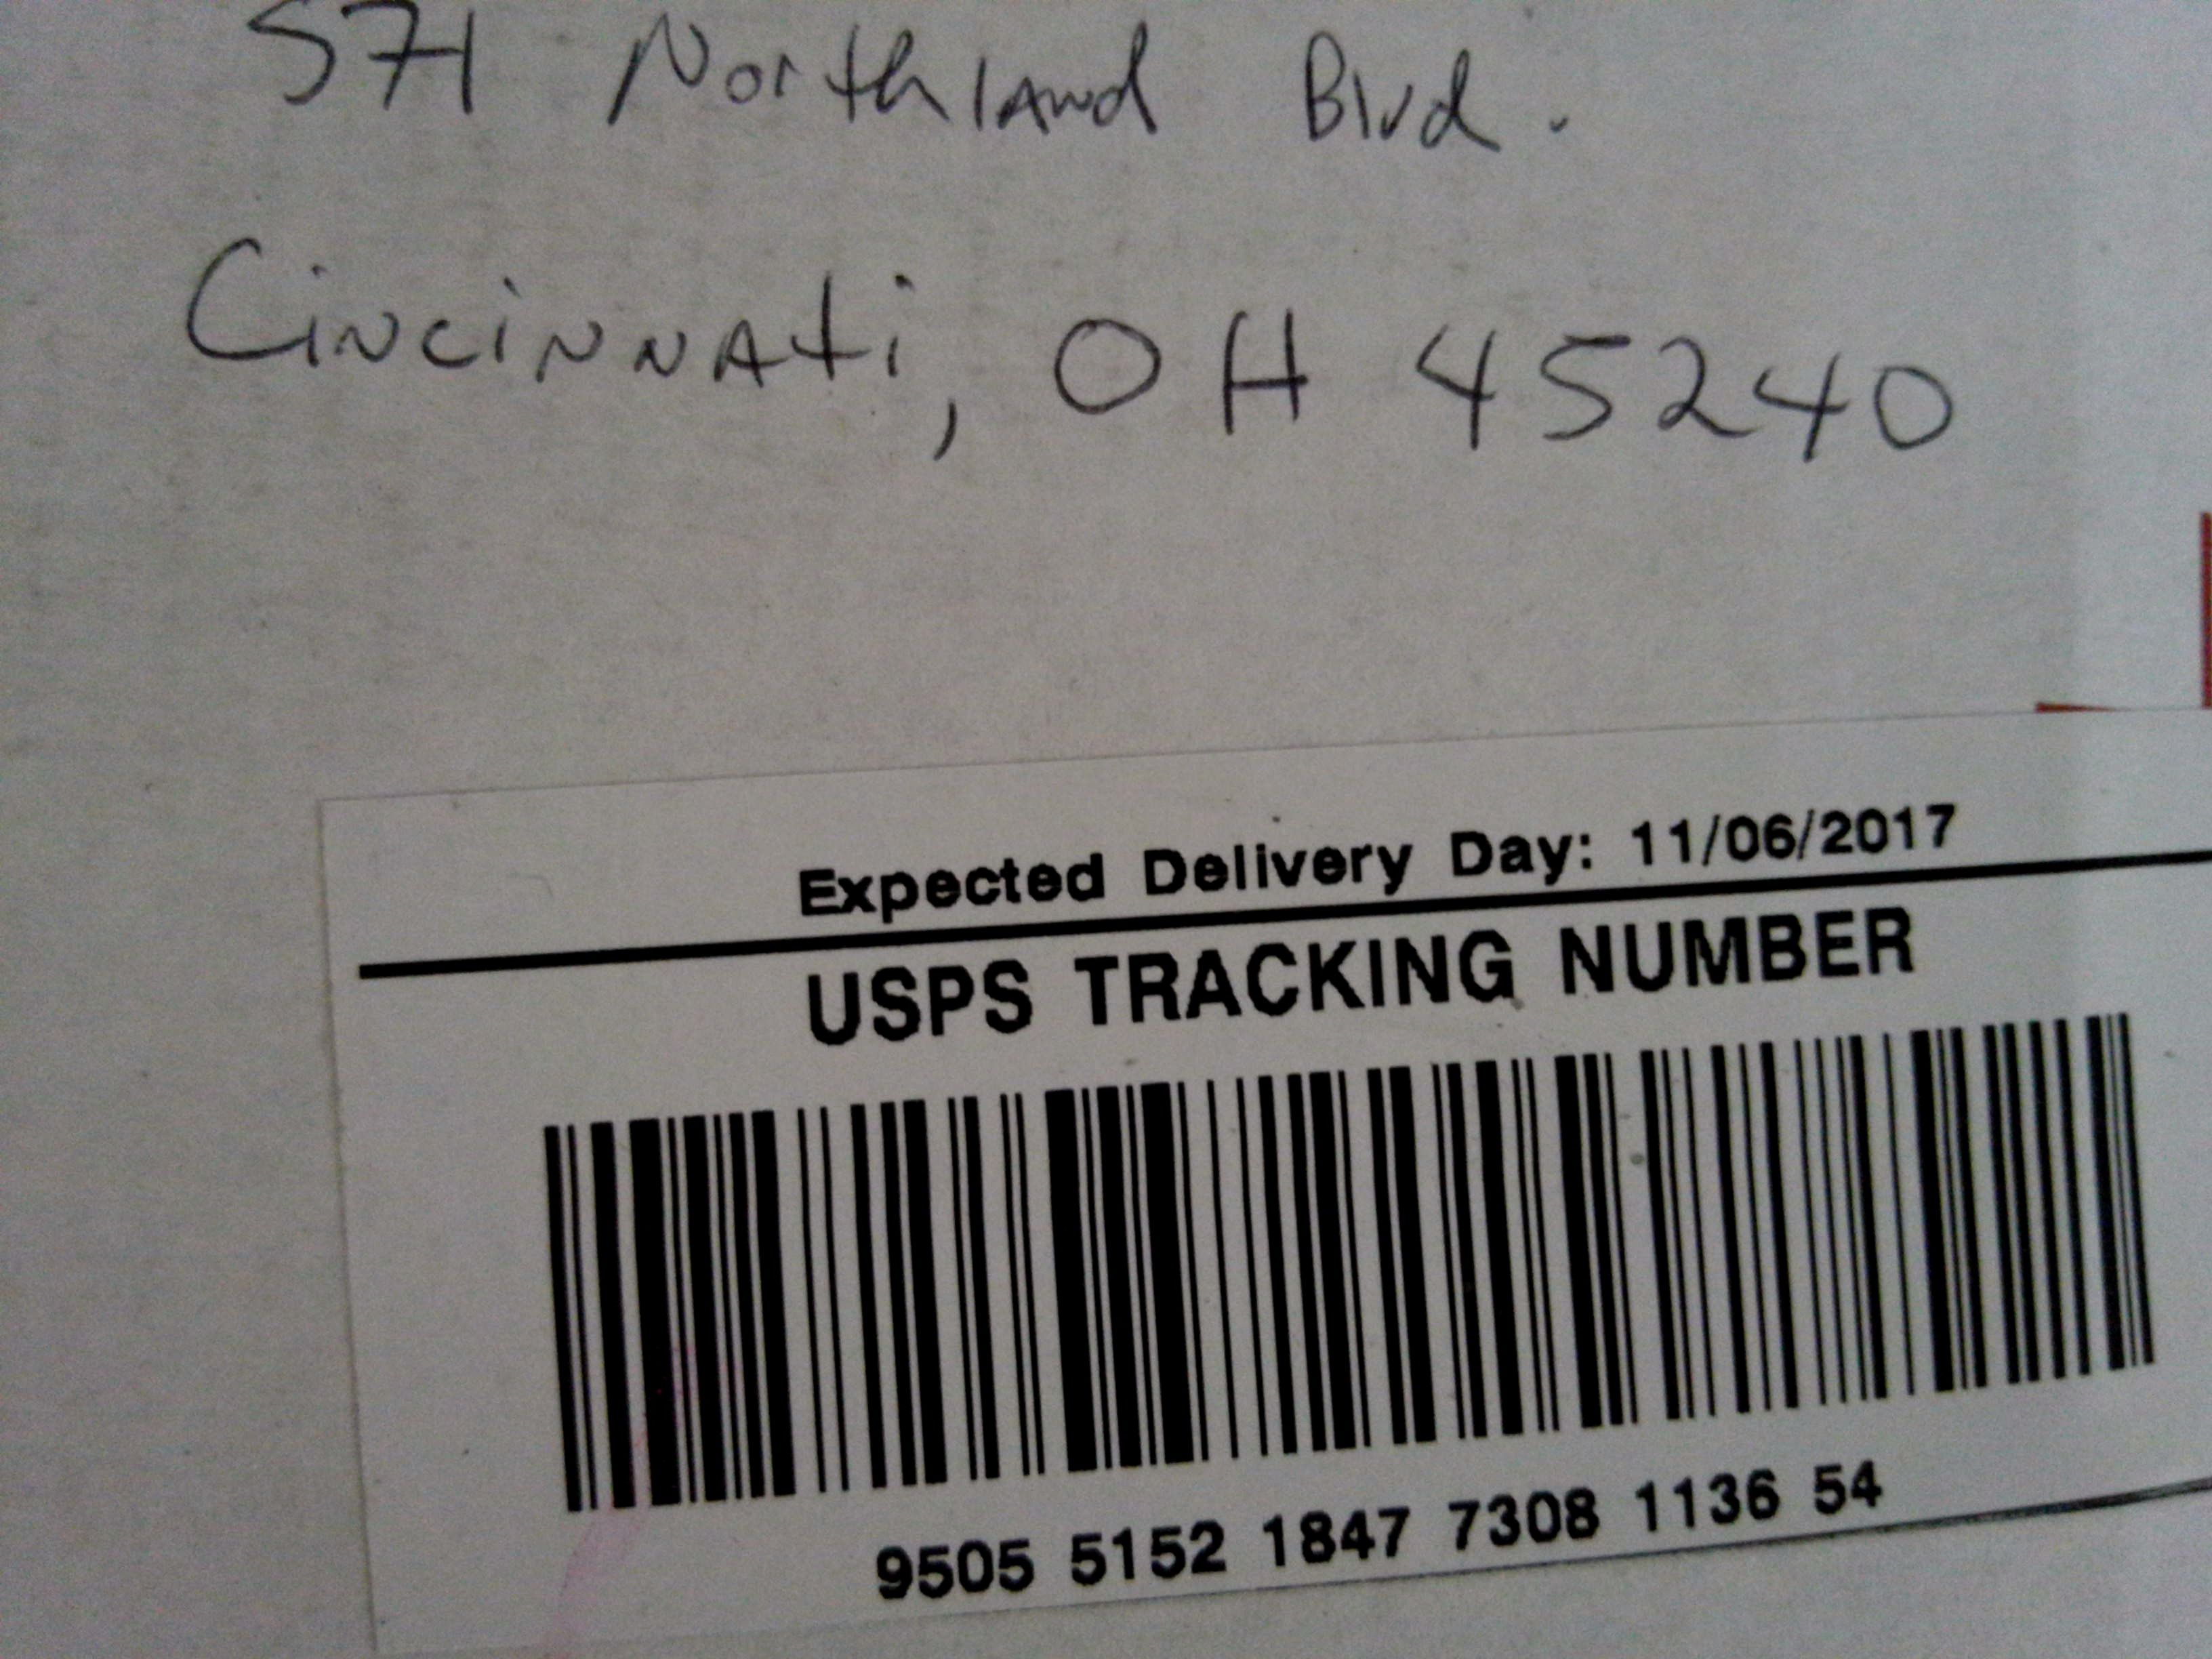 571 Northland Blvd.
Cincinnati, OH 45240
Expected Delivery Day: 11/06/2017
USPS TRACKING NUMBER
9505 5152 1847 7308 1136 54